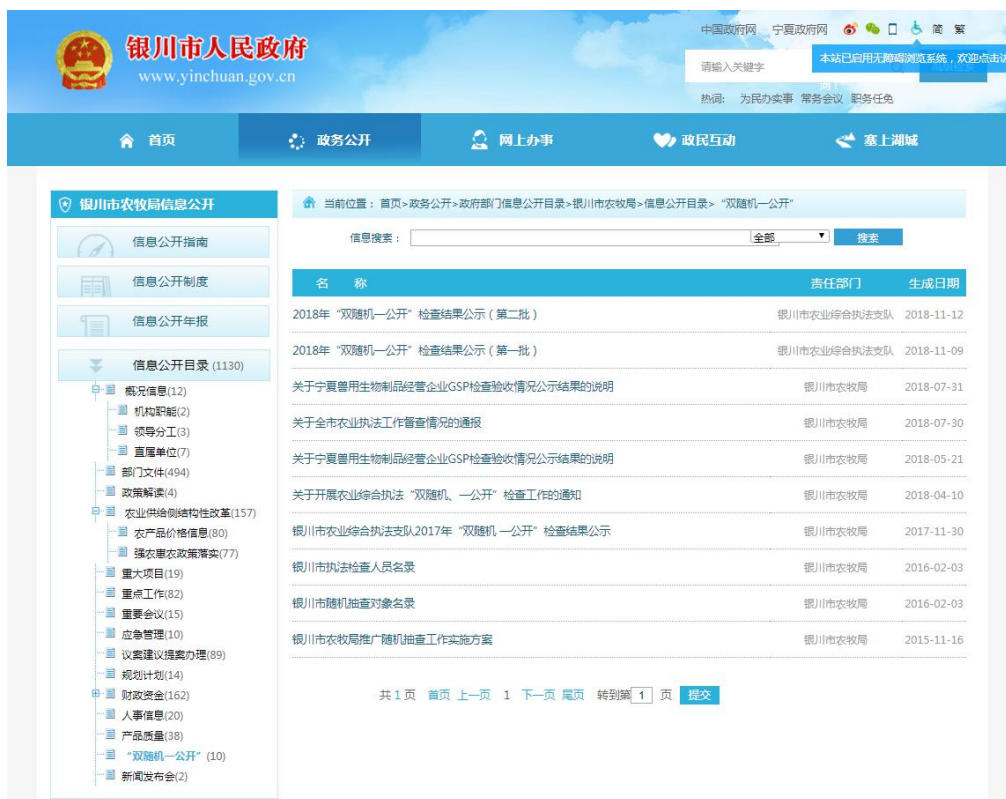 中国政府网 宁夏政府网 简 繁
银川市人民政府
www.yinchuan.gov.cn
请输入关键字
本站已启用无障碍浏览系统，欢迎点击
热词： 为民办实事 常务会议 职务任免
首页 政务公开 网上办事 政民互动 塞上湖城
银川市农牧局信息公开
信息公开指南
信息公开制度
信息公开年报
信息公开目录 (1130)
概况信息(12)
机构职能(2)
领导分工(3)
直属单位(7)
部门文件(494)
政策解读(4)
农业供给侧结构性改革(157)
农产品价格信息(80)
强农惠农政策落实(77)
重大项目(19)
重点工作(82)
重要会议(15)
应急管理(10)
议案建议提案办理(89)
规划计划(14)
财政资金(162)
人事信息(20)
产品质量(38)
“双随机一公开” (10)
新闻发布会(2)
当前位置：首页>政务公开>政府部门信息公开目录>银川市农牧局>信息公开目录> “双随机一公开”
信息搜索： 全部 搜索
名 称 责任部门 生成日期
2018年“双随机一公开”检查结果公示（第二批） 银川市农业综合执法支队 2018-11-12
2018年“双随机一公开”检查结果公示（第一批） 银川市农业综合执法支队 2018-11-09
关于宁夏兽用生物制品经营企业GSP检查验收情况公示结果的说明 银川市农牧局 2018-07-31
关于全市农业执法工作督查情况的通报 银川市农牧局 2018-07-30
关于宁夏兽用生物制品经营企业GSP检查验收情况公示结果的说明 银川市农牧局 2018-05-21
关于开展农业综合执法“双随机、一公开”检查工作的通知 银川市农牧局 2018-04-10
银川市农业综合执法支队2017年“双随机 一公开”检查结果公示 银川市农牧局 2017-11-30
银川市执法检查人员名录 银川市农牧局 2016-02-03
银川市随机抽查对象名录 银川市农牧局 2016-02-03
银川市农牧局推广随机抽查工作实施方案 银川市农牧局 2015-11-16
共 1 页 首页 上一页 1 下一页 尾页 转到第 1 页 提交